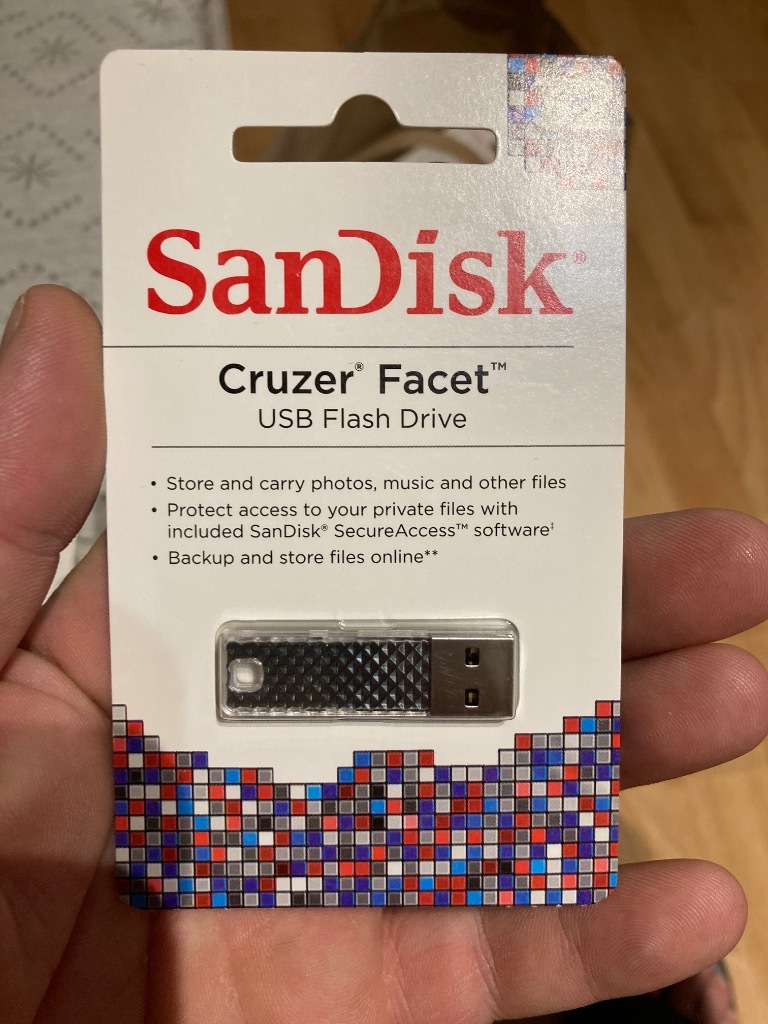 SanDisk®
Cruzer® Facet™
USB Flash Drive
• Store and carry photos, music and other files
• Protect access to your private files with
included SanDisk® SecureAccess™ software‡
• Backup and store files online**